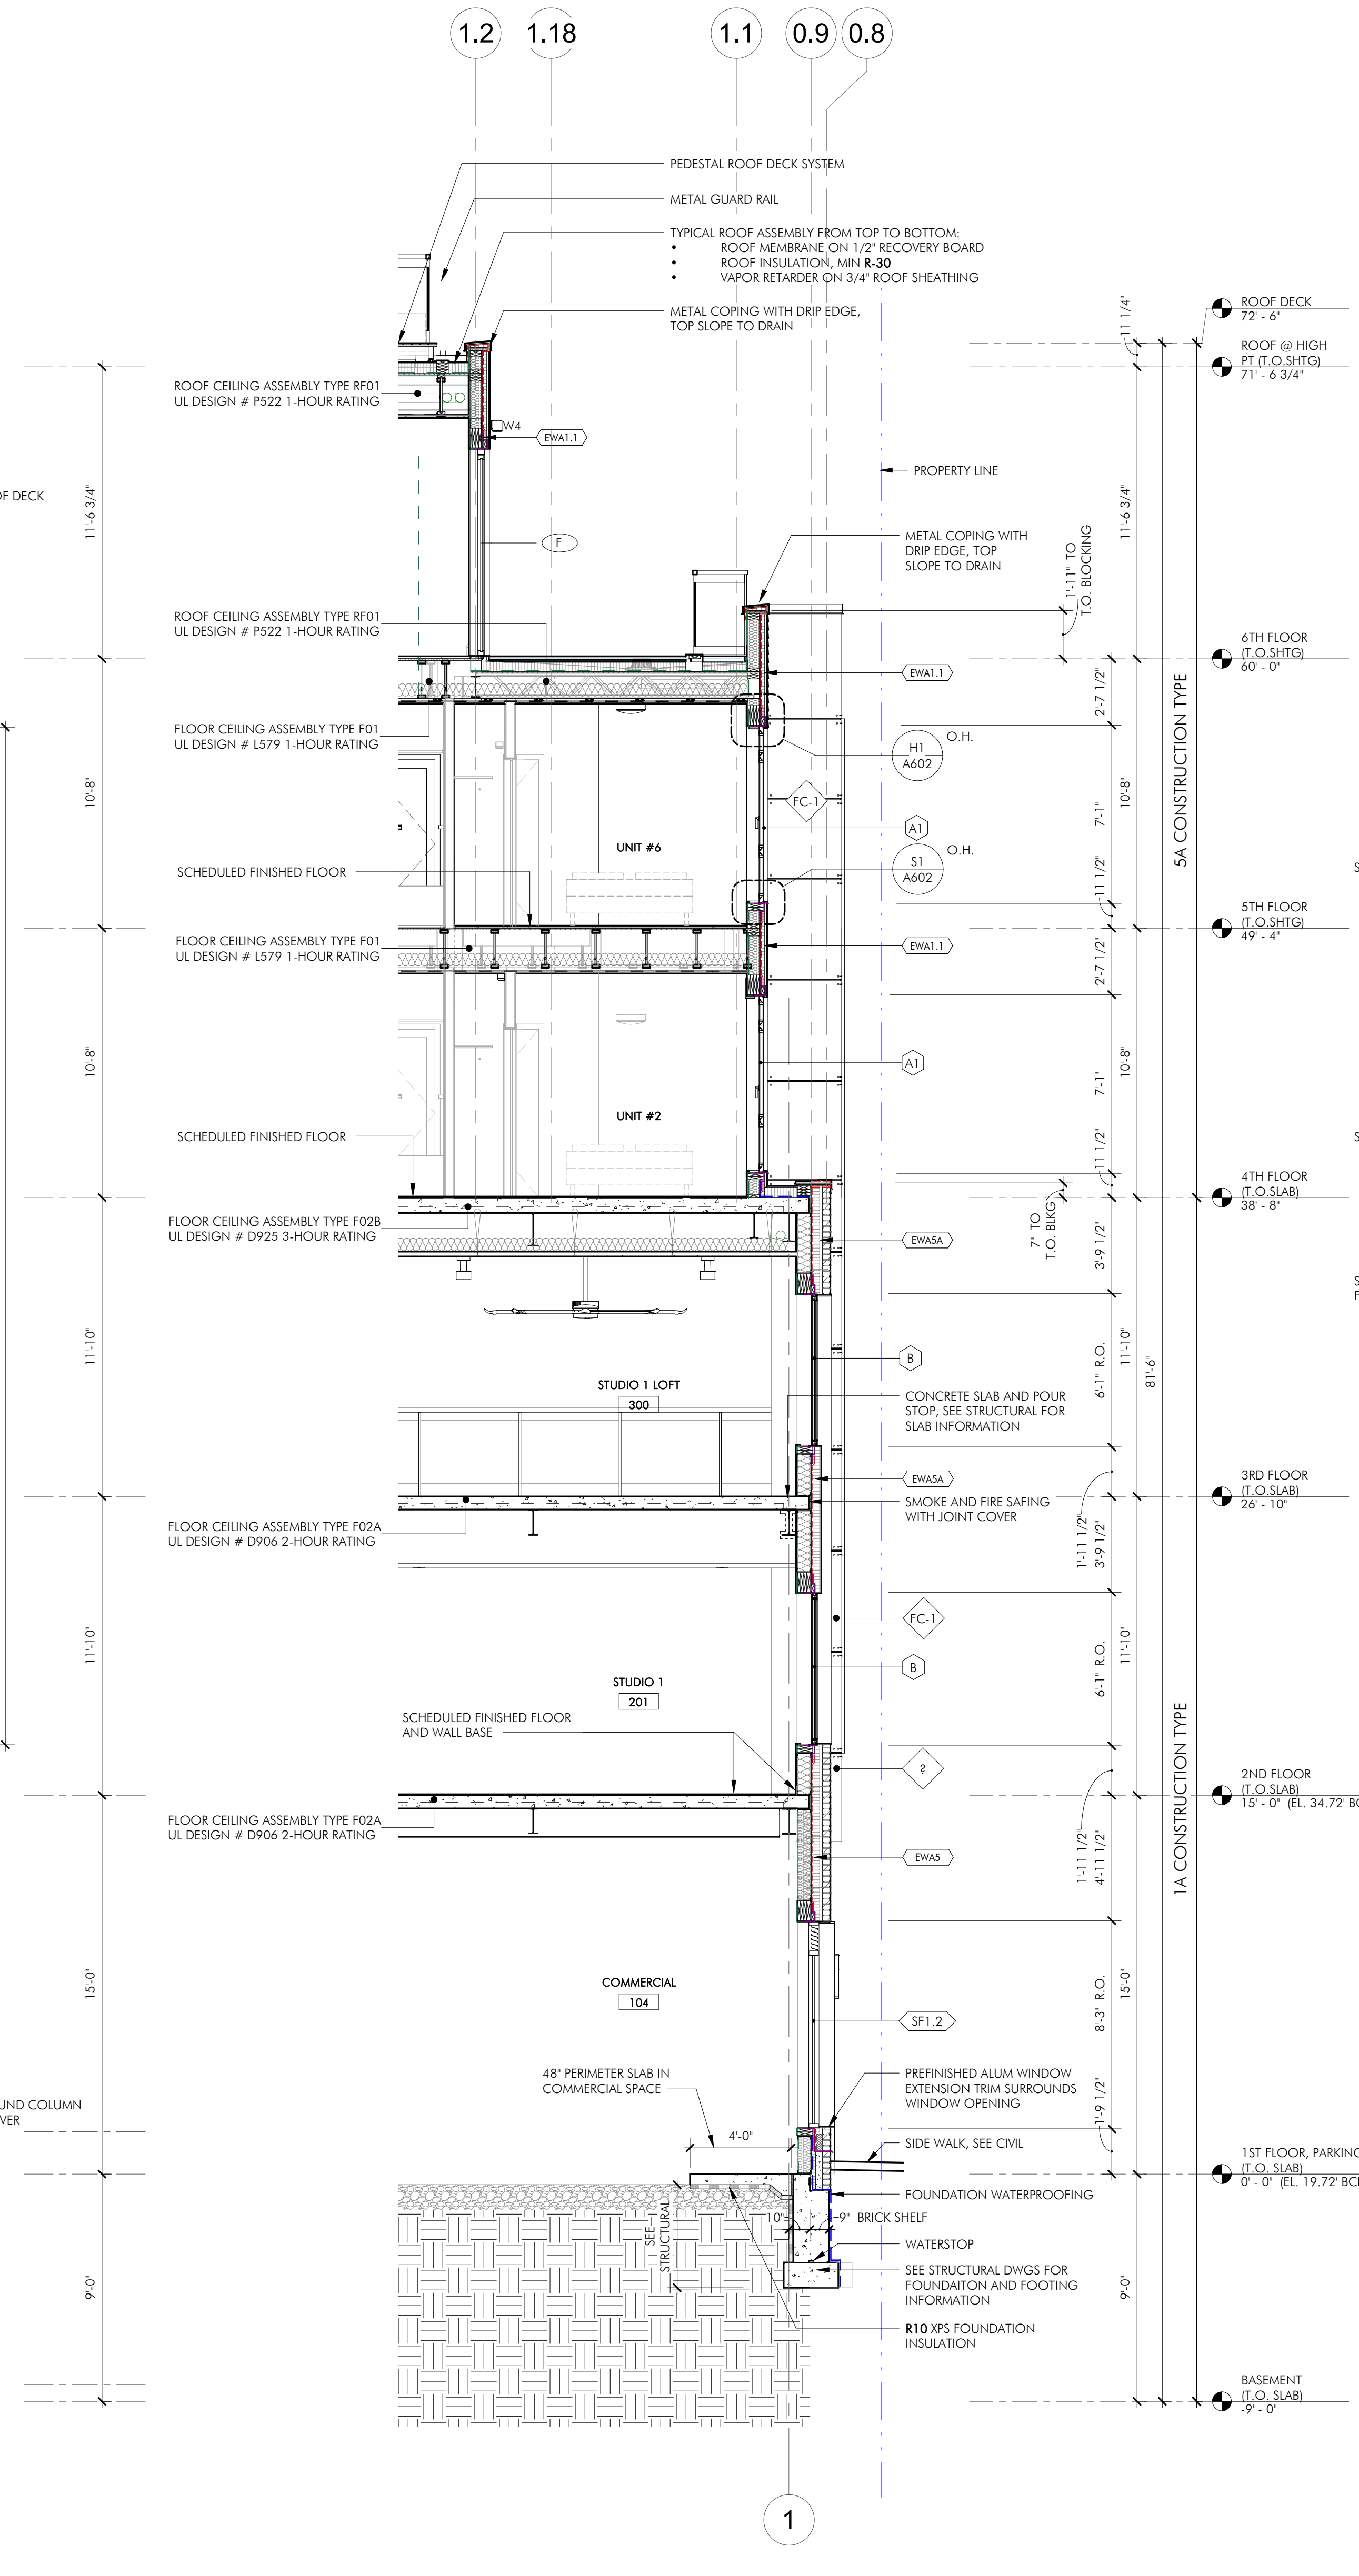 1.2
1.18
1.1
0.9
0.8
PEDESTAL ROOF DECK SYSTEM
METAL GUARD RAIL
TYPICAL ROOF ASSEMBLY FROM TOP TO BOTTOM:
• ROOF MEMBRANE ON 1/2" RECOVERY BOARD
• ROOF INSULATION, MIN R-30
• VAPOR RETARDER ON 3/4" ROOF SHEATHING
METAL COPING WITH DRIP EDGE,
TOP SLOPE TO DRAIN
11 1/4"
ROOF DECK
72' - 6"
ROOF @ HIGH
PT (T.O.SHTG)
71' - 6 3/4"
ROOF CEILING ASSEMBLY TYPE RF01
UL DESIGN # P522 1-HOUR RATING
W4
EWA1.1
PROPERTY LINE
OF DECK
11'-6 3/4"
11'-6 3/4"
F
METAL COPING WITH
DRIP EDGE, TOP
SLOPE TO DRAIN
1'-11" TO
T.O. BLOCKING
ROOF CEILING ASSEMBLY TYPE RF01
UL DESIGN # P522 1-HOUR RATING
6TH FLOOR
(T.O.SHTG)
60' - 0"
EWA1.1
2'-7 1/2"
FLOOR CEILING ASSEMBLY TYPE F01
UL DESIGN # L579 1-HOUR RATING
H1
A602
O.H.
10'-8"
10'-8"
7'-1"
5A CONSTRUCTION TYPE
FC-1
A1
UNIT #6
S1
A602
O.H.
SCHEDULED FINISHED FLOOR
S
11 1/2"
5TH FLOOR
(T.O.SHTG)
49' - 4"
FLOOR CEILING ASSEMBLY TYPE F01
UL DESIGN # L579 1-HOUR RATING
EWA1.1
2'-7 1/2"
10'-8"
10'-8"
7'-1"
A1
UNIT #2
SCHEDULED FINISHED FLOOR
S
11 1/2"
4TH FLOOR
(T.O.SLAB)
38' - 8"
FLOOR CEILING ASSEMBLY TYPE F02B
UL DESIGN # D925 3-HOUR RATING
7" TO
T.O. BLKG
EWA5A
3'-9 1/2"
S
F
11'-10"
6'-1" R.O.
11'-10"
81'-6"
B
STUDIO 1 LOFT
300
CONCRETE SLAB AND POUR
STOP, SEE STRUCTURAL FOR
SLAB INFORMATION
EWA5A
3RD FLOOR
(T.O.SLAB)
26' - 10"
SMOKE AND FIRE SAFING
WITH JOINT COVER
FLOOR CEILING ASSEMBLY TYPE F02A
UL DESIGN # D906 2-HOUR RATING
1'-11 1/2"
3'-9 1/2"
FC-1
11'-10"
6'-1" R.O.
11'-10"
B
STUDIO 1
201
SCHEDULED FINISHED FLOOR
AND WALL BASE
1A CONSTRUCTION TYPE
?
2ND FLOOR
(T.O.SLAB)
15' - 0" (EL. 34.72' BC
FLOOR CEILING ASSEMBLY TYPE F02A
UL DESIGN # D906 2-HOUR RATING
EWA5
1'-11 1/2"
4'-11 1/2"
15'-0"
COMMERCIAL
104
SF1.2
8'-3" R.O.
15'-0"
48" PERIMETER SLAB IN
COMMERCIAL SPACE
PREFINISHED ALUM WINDOW
EXTENSION TRIM SURROUNDS
WINDOW OPENING
UND COLUMN
VER
4'-0"
1'-9 1/2"
SIDE WALK, SEE CIVIL
1ST FLOOR, PARKING
(T.O. SLAB)
0' - 0" (EL. 19.72' BC
FOUNDATION WATERPROOFING
SEE
STRUCTURAL
10"
9" BRICK SHELF
WATERSTOP
SEE STRUCTURAL DWGS FOR
FOUNDAITON AND FOOTING
INFORMATION
9'-0"
9'-0"
R10 XPS FOUNDATION
INSULATION
BASEMENT
(T.O. SLAB)
-9' - 0"
1